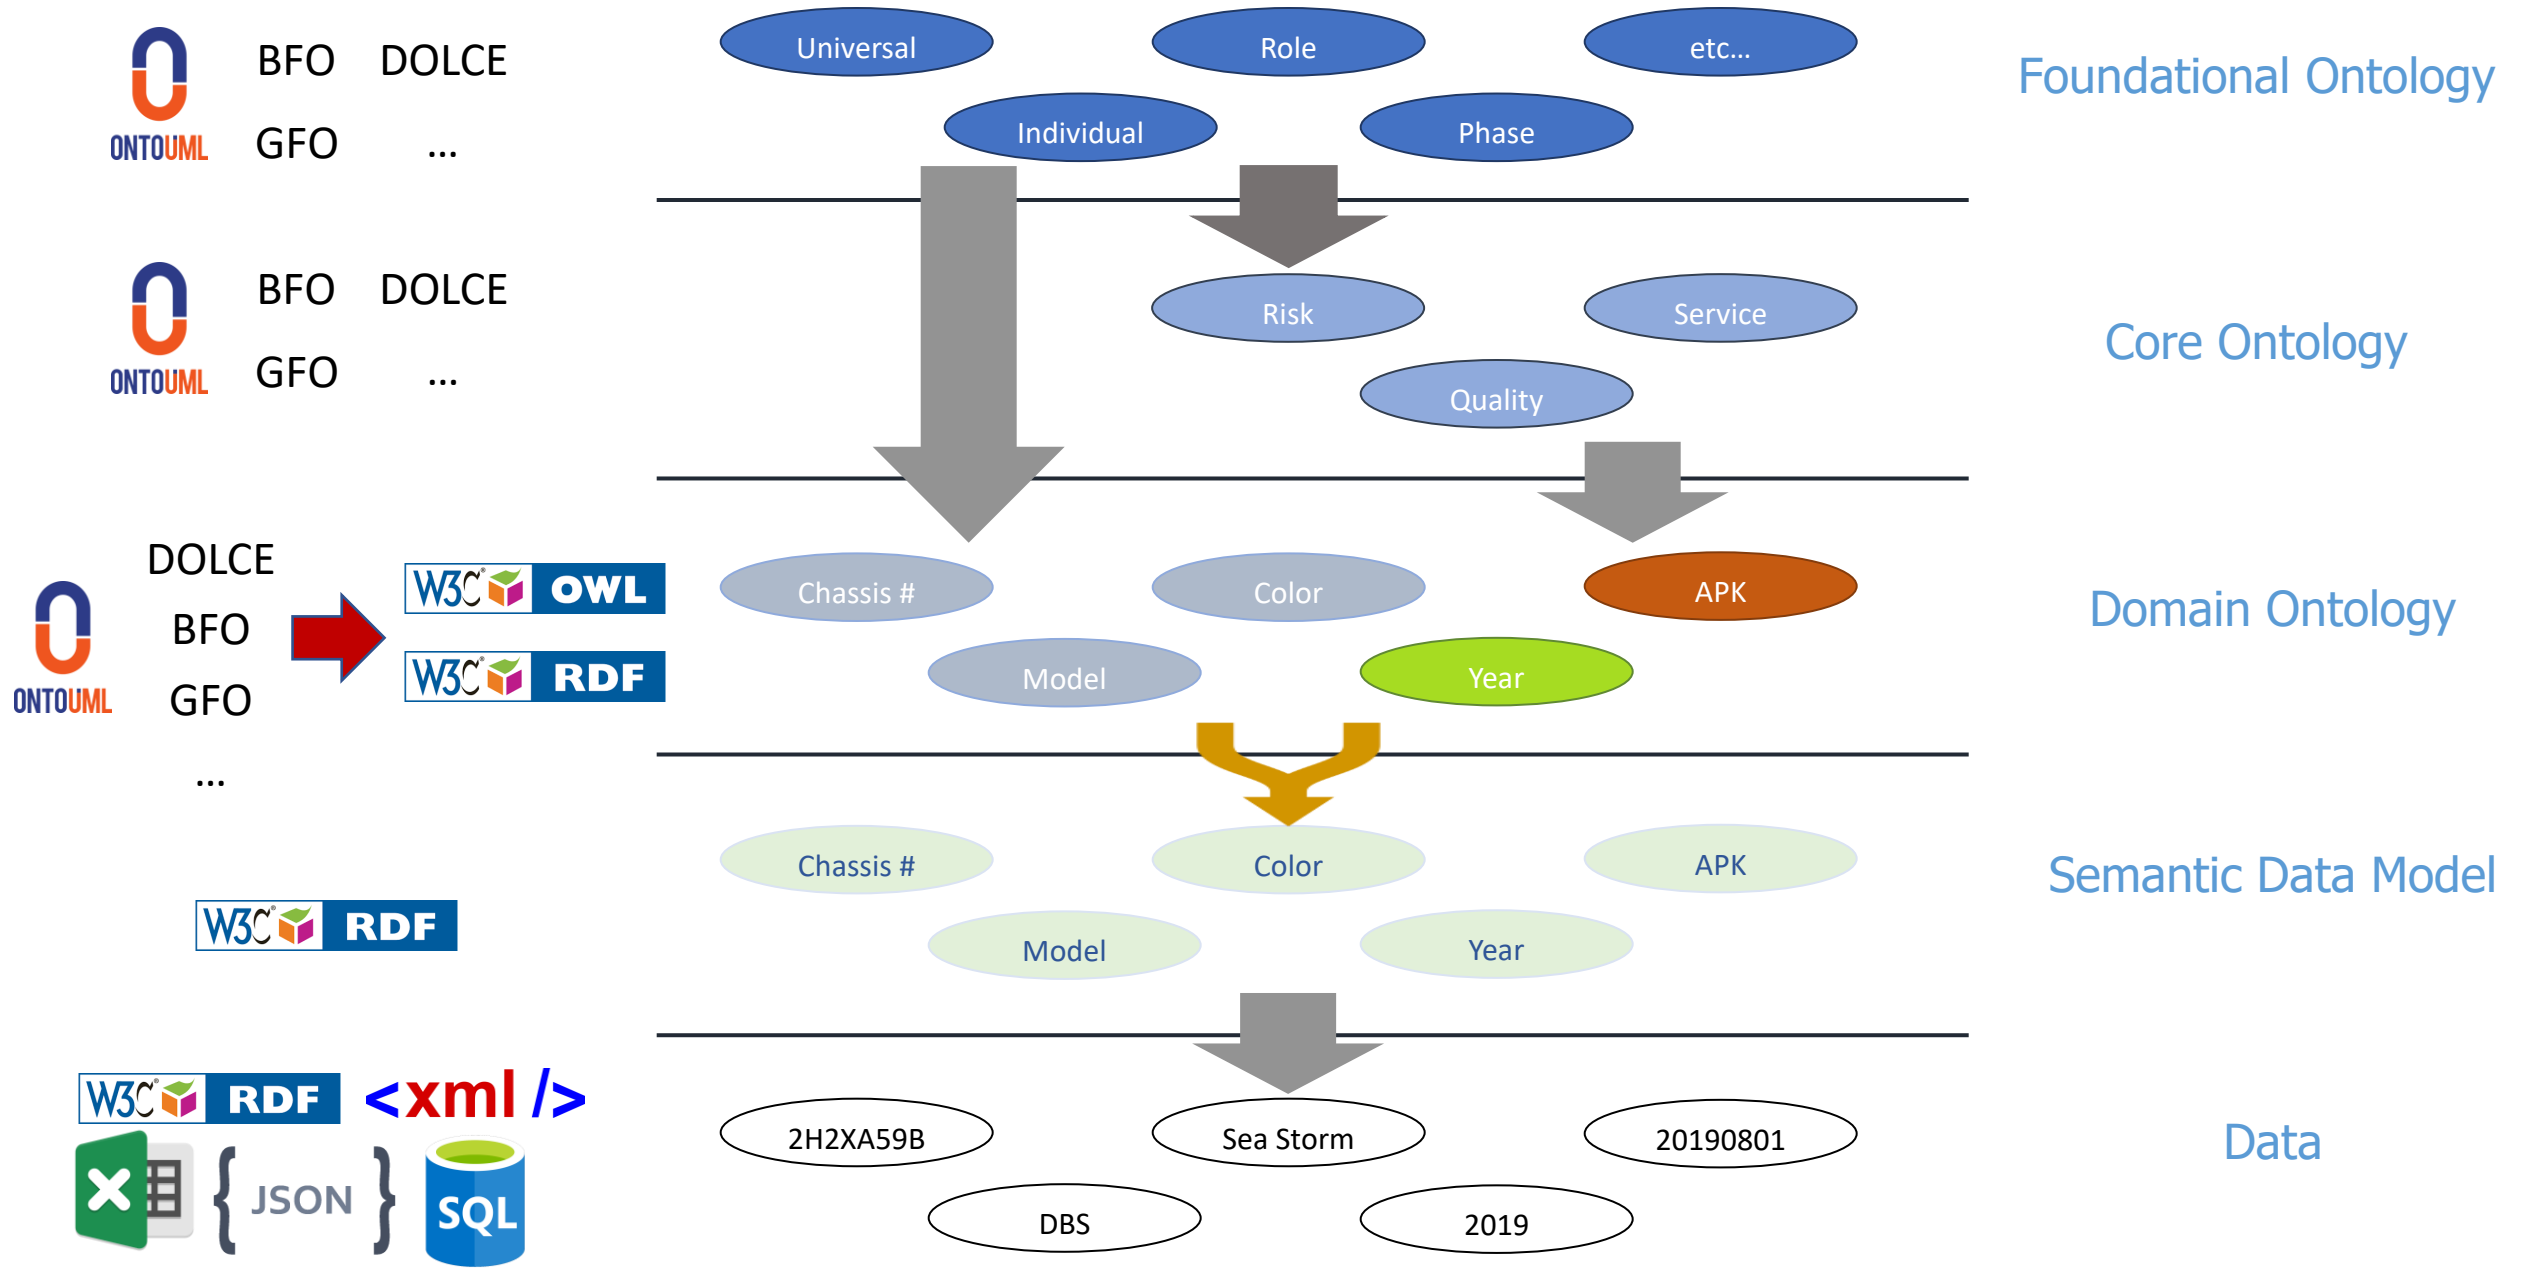 BFO DOLCE
GFO ...
ONTOUML
Universal Role etc...
Individual Phase
Foundational Ontology
BFO DOLCE
GFO ...
ONTOUML
Risk Service
Quality
Core Ontology
DOLCE
BFO
GFO
...
ONTOUML
W3C® OWL
W3C® RDF
Chassis # Color APK
Model Year
Domain Ontology
W3C® RDF
Chassis # Color APK
Model Year
Semantic Data Model
W3C® RDF <xml />
X { JSON } SQL
2H2XA59B Sea Storm 20190801
DBS 2019
Data